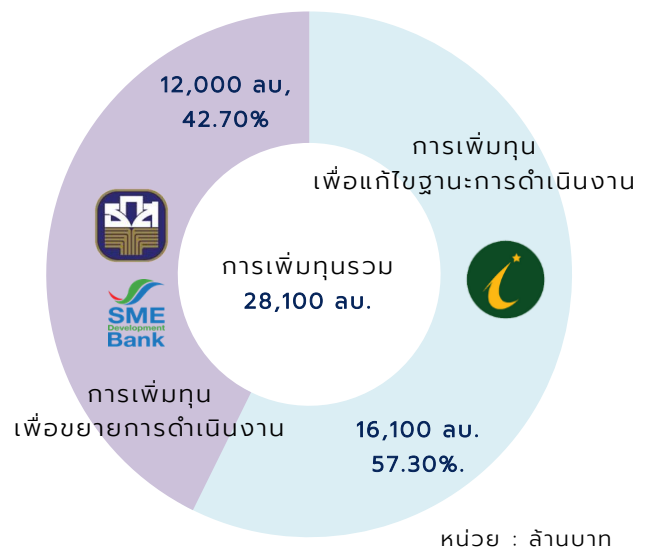 12,000 ลบ,
42.70%
การเพิ่มทุน
เพื่อแก้ไขฐานะการดำเนินงาน
ธกส
SME
Development
Bank
การเพิ่มทุนรวม
28,100 ลบ.
การเพิ่มทุน
เพื่อขยายการดำเนินงาน
16,100 ลบ.
57.30%.
หน่วย : ล้านบาท